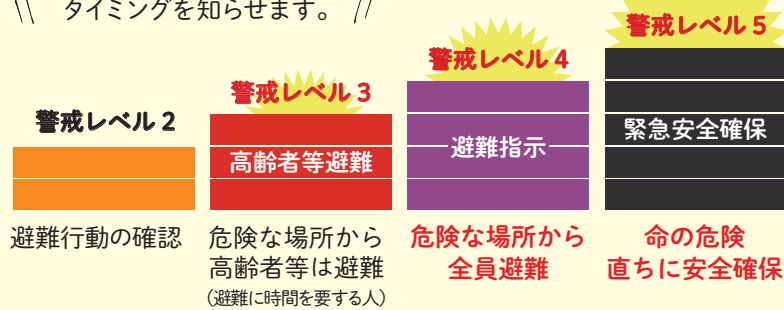 タイミングを知らせます。
警戒レベル2
避難行動の確認
警戒レベル3
高齢者等避難
危険な場所から
高齢者等は避難
(避難に時間を要する人)
警戒レベル4
避難指示
危険な場所から
全員避難
警戒レベル5
緊急安全確保
命の危険
直ちに安全確保